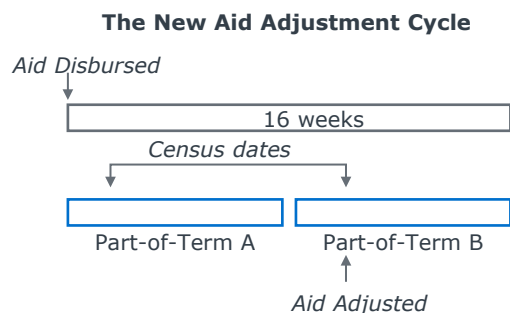 The New Aid Adjustment Cycle
Aid Disbursed
16 weeks
Census dates
Part-of-Term A
Part-of-Term B
Aid Adjusted